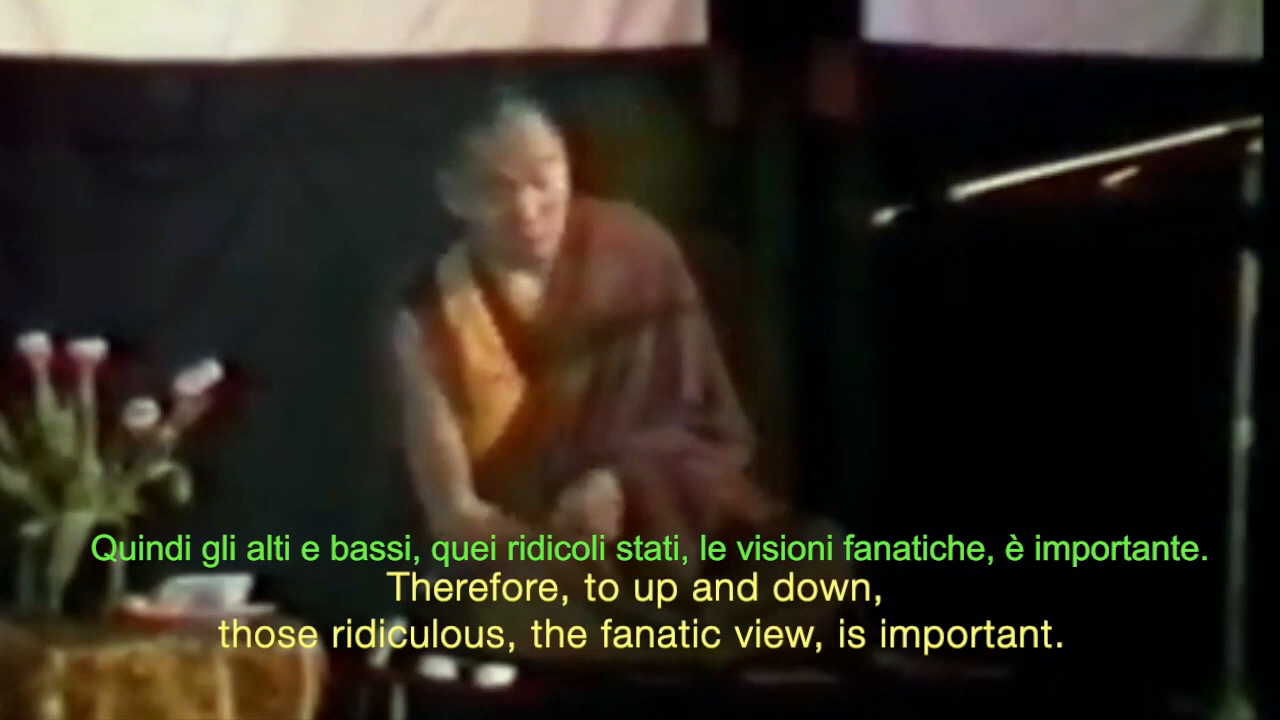 Quindi gli alti e bassi, quei ridicoli stati, le visioni fanatiche, è importante.
Therefore, to up and down,
those ridiculous, the fanatic view, is important.